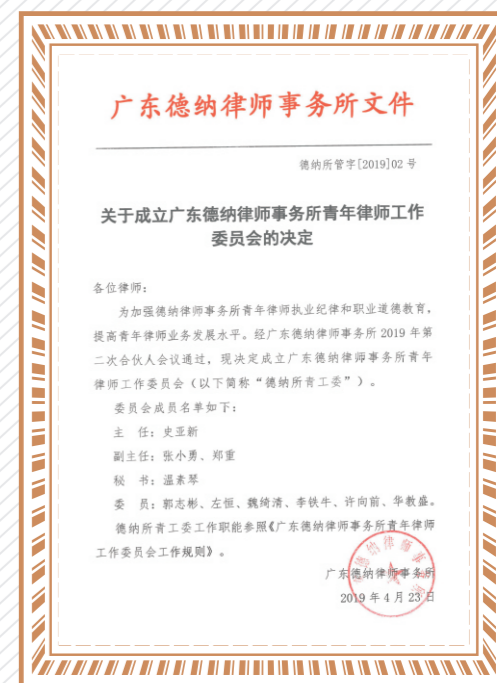 广东德纳律师事务所文件
德纳所管字[2019]02 号
关于成立广东德纳律师事务所青年律师工作
委员会的决定
各位律师：
为加强德纳律师事务所青年律师执业纪律和职业道德教育，
提高青年律师业务发展水平。经广东德纳律师事务所 2019 年第
二次合伙人会议通过，现决定成立广东德纳律师事务所青年
律师工作委员会（以下简称“德纳所青工委”）。
委员会成员名单如下：
主 任：史亚新
副主任：张小勇、郑重
秘 书：温素琴
委 员：郭志彬、左恒、魏绮清、李铁牛、许向前、华教盛。
德纳所青工委工作职能参照《广东德纳律师事务所青年律师
工作委员会工作规则》。
广东德纳律师事务所
2019 年 4 月 23 日